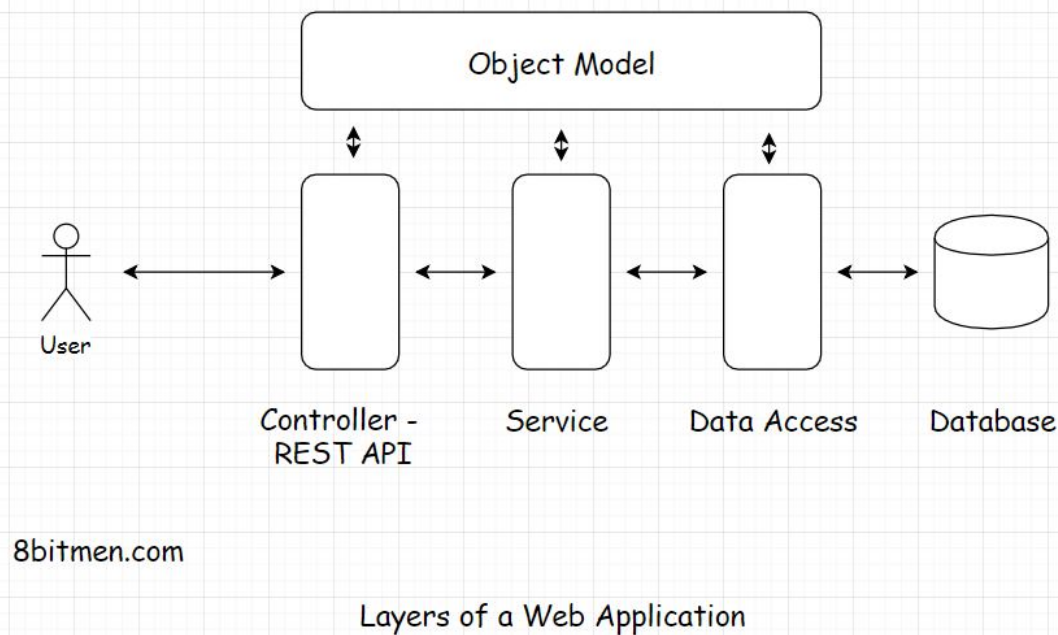 Object Model
User
Controller -
REST API
Service
Data Access
Database
8bitmen.com
Layers of a Web Application